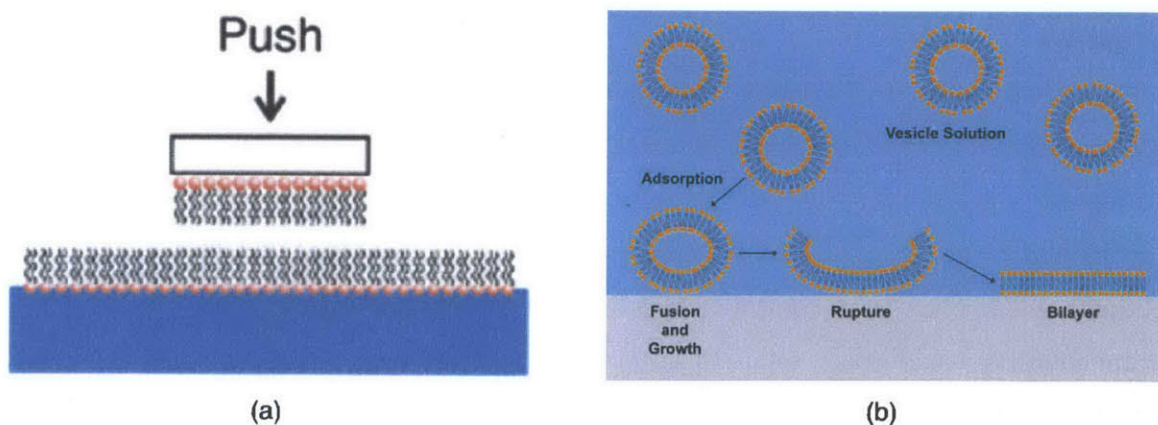 Push
(a)
Vesicle Solution
Adsorption
Fusion
and
Growth
Rupture
Bilayer
(b)